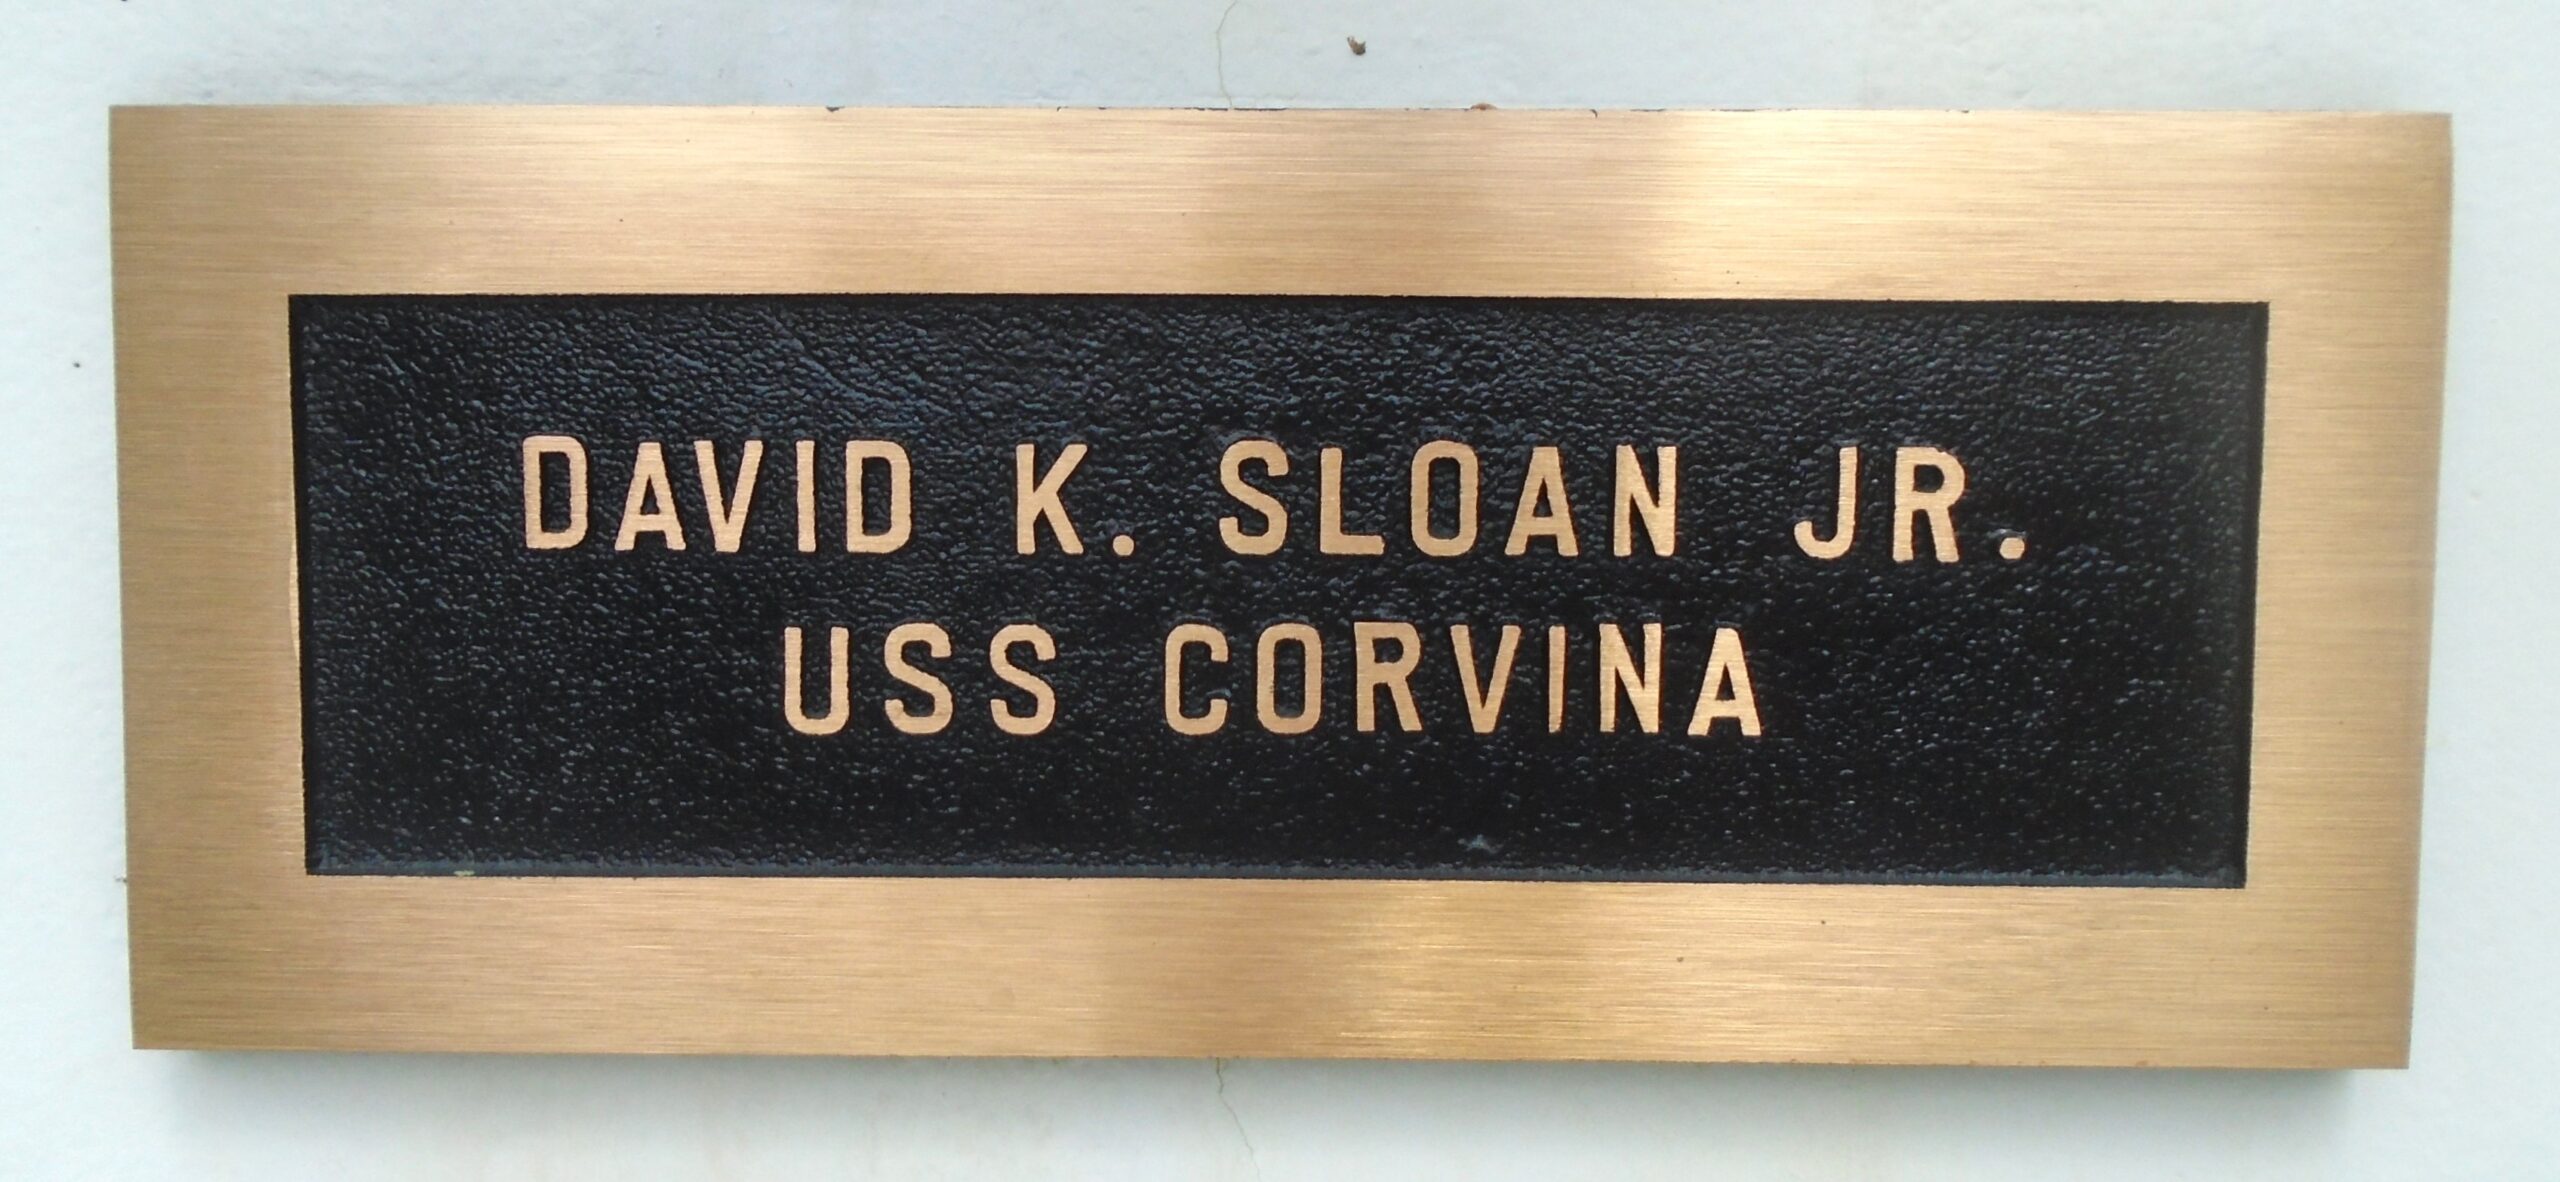 DAVID K. SLOAN JR.
USS CORVINA